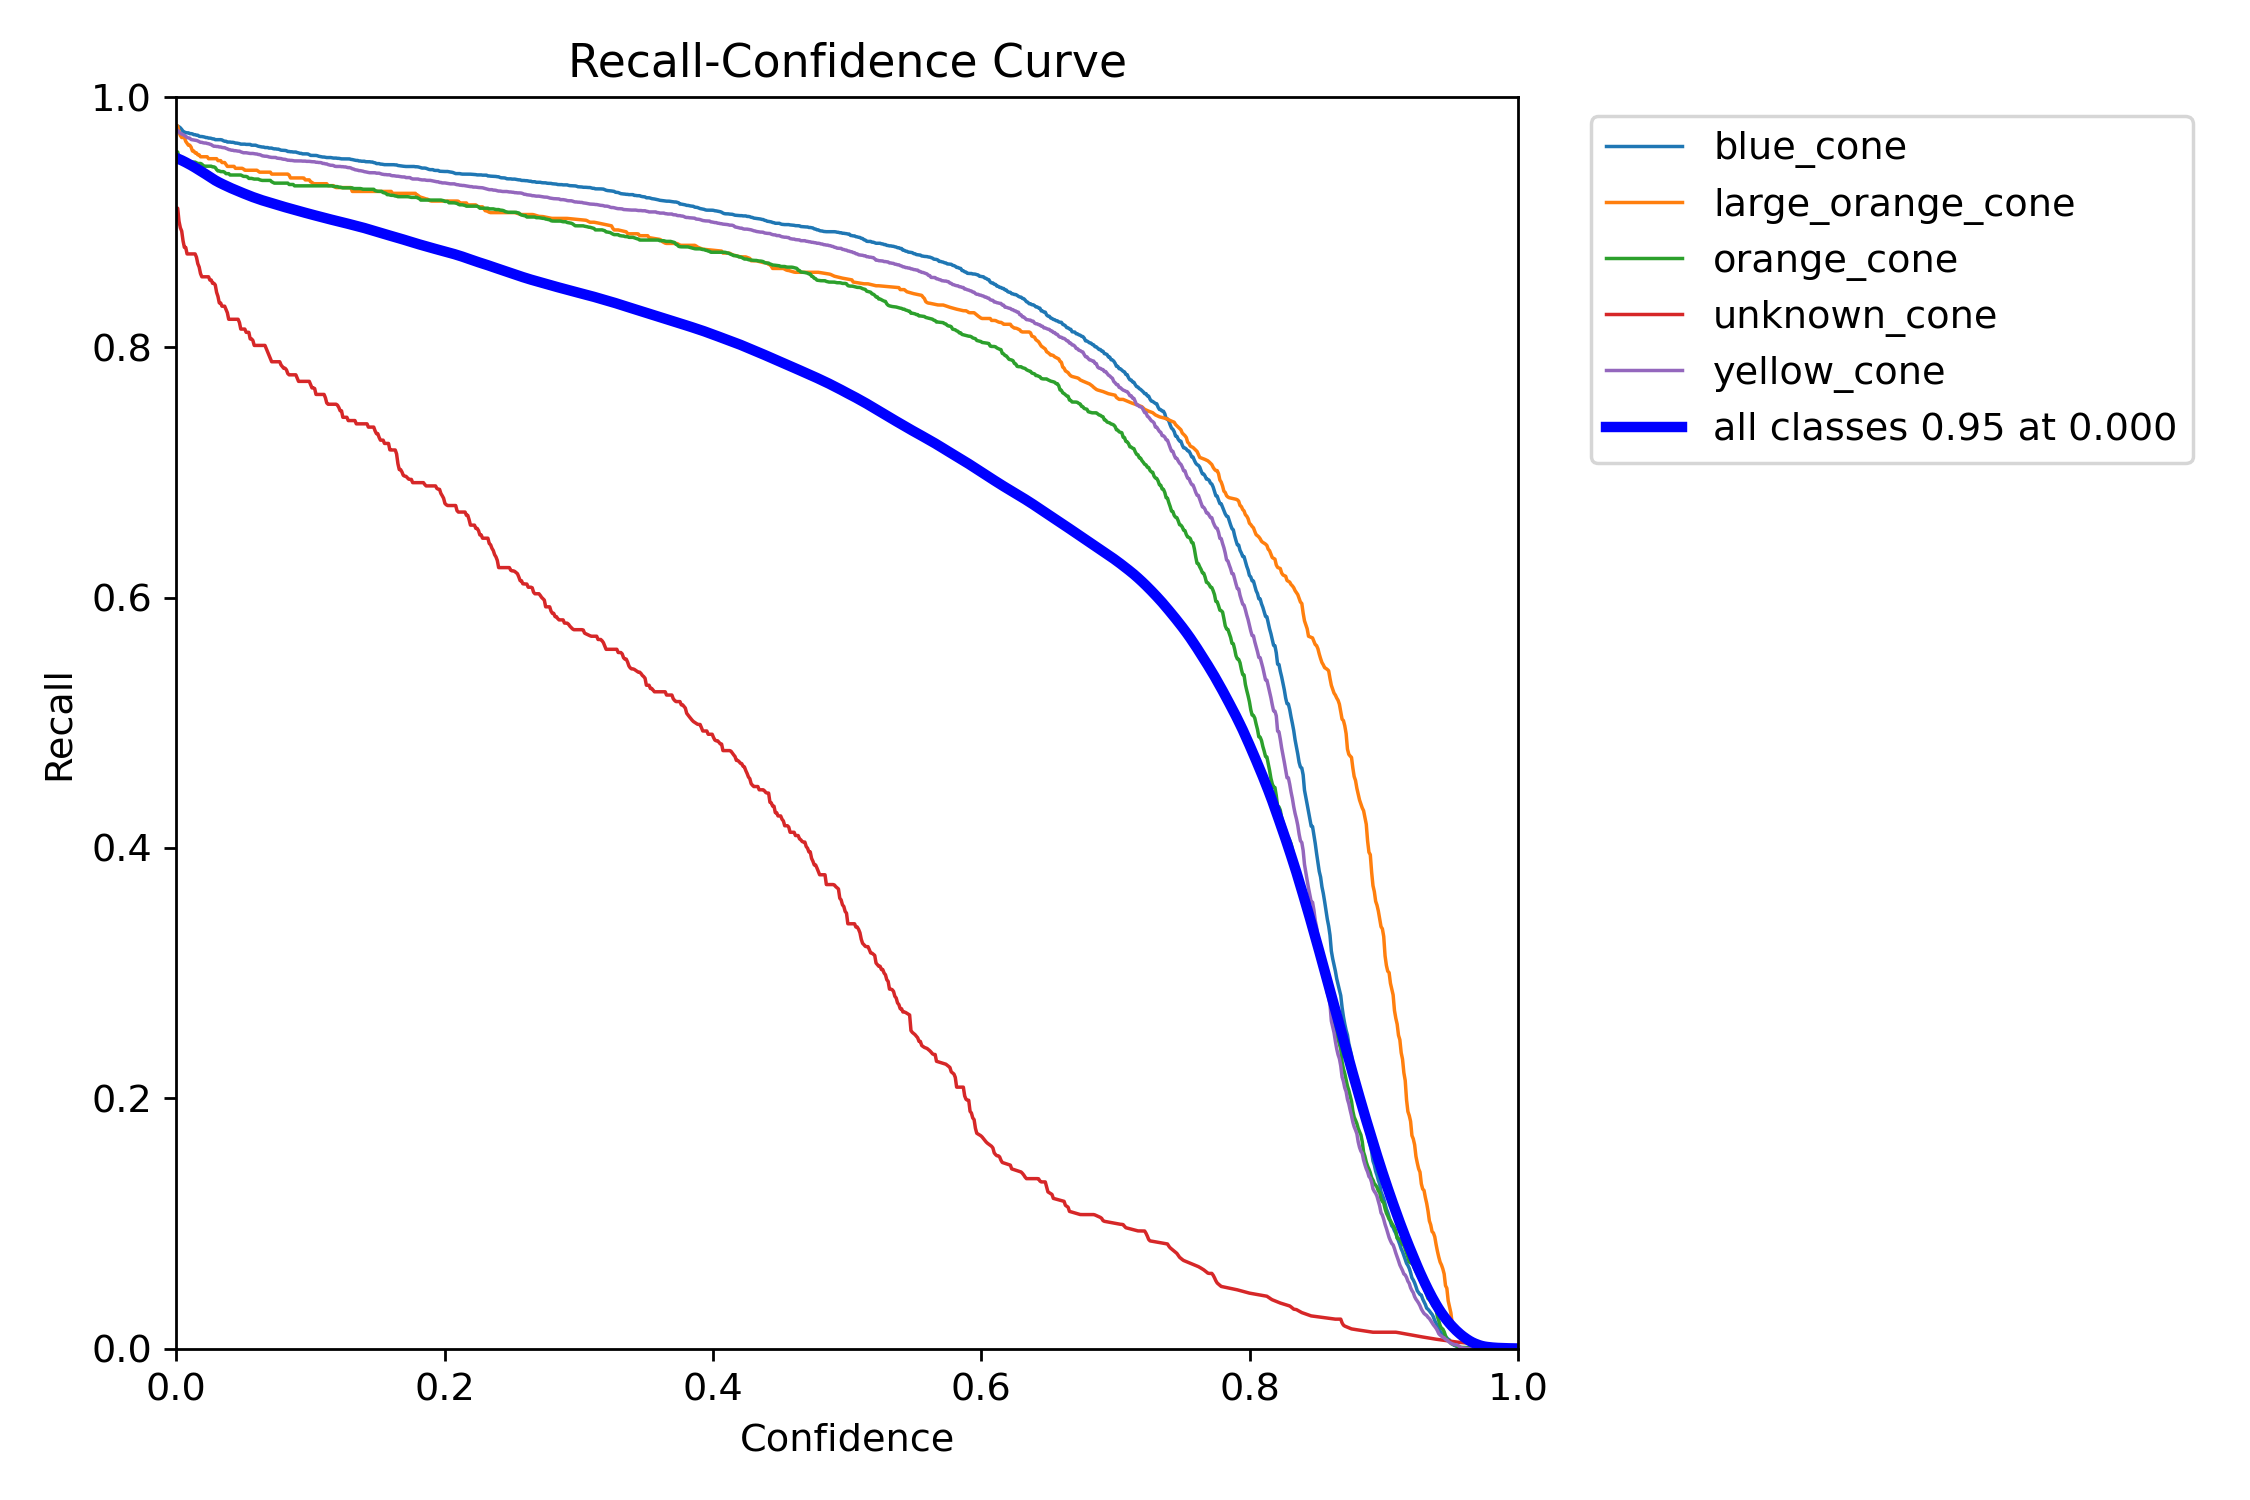 Recall-Confidence Curve
1.0
0.8
0.6
0.4
0.2
0.0
Recall
0.0 0.2 0.4 0.6 0.8 1.0
Confidence
blue_cone
large_orange_cone
orange_cone
unknown_cone
yellow_cone
all classes 0.95 at 0.000